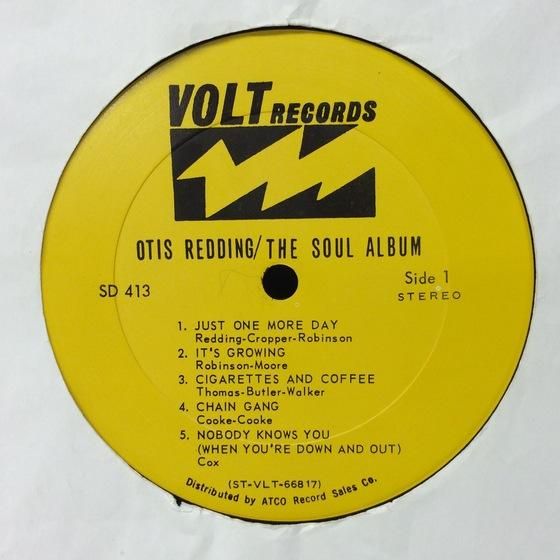 VOLT RECORDS
OTIS REDDING/THE SOUL ALBUM
SD 413
Side 1
STEREO
1. JUST ONE MORE DAY
Redding-Cropper-Robinson
2. IT'S GROWING
Robinson-Moore
3. CIGARETTES AND COFFEE
Thomas-Butler-Walker
4. CHAIN GANG
Cooke-Cooke
5. NOBODY KNOWS YOU
(WHEN YOU'RE DOWN AND OUT)
Cox
(ST-VLT-66817)
Distributed by ATCO Record Sales Co.